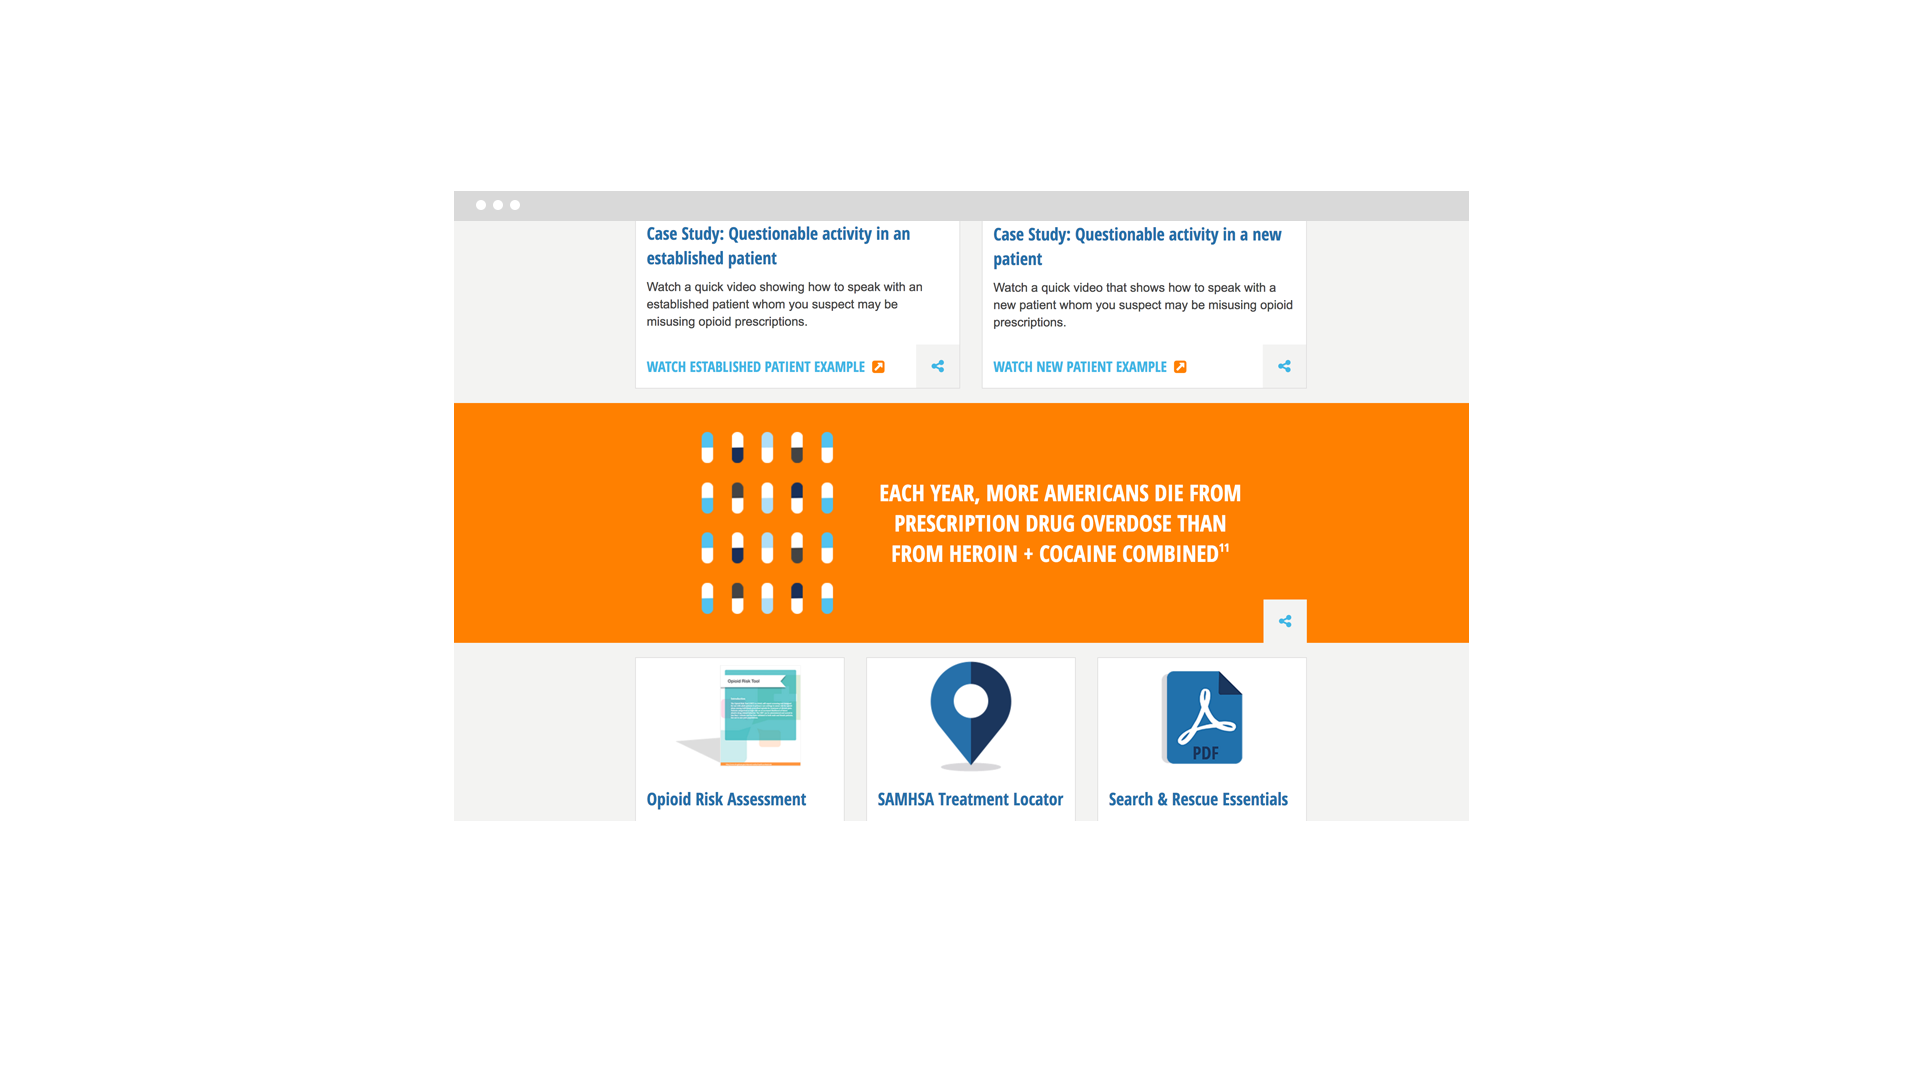 Case Study: Questionable activity in an
established patient
Watch a quick video showing how to speak with an
established patient whom you suspect may be
misusing opioid prescriptions.
WATCH ESTABLISHED PATIENT EXAMPLE
Case Study: Questionable activity in a new
patient
Watch a quick video that shows how to speak with a
new patient whom you suspect may be misusing opioid
prescriptions.
WATCH NEW PATIENT EXAMPLE
EACH YEAR, MORE AMERICANS DIE FROM
PRESCRIPTION DRUG OVERDOSE THAN
FROM HEROIN + COCAINE COMBINED¹¹
Opioid Risk Tool
Opioid Risk Assessment
SAMHSA Treatment Locator
PDF
Search & Rescue Essentials